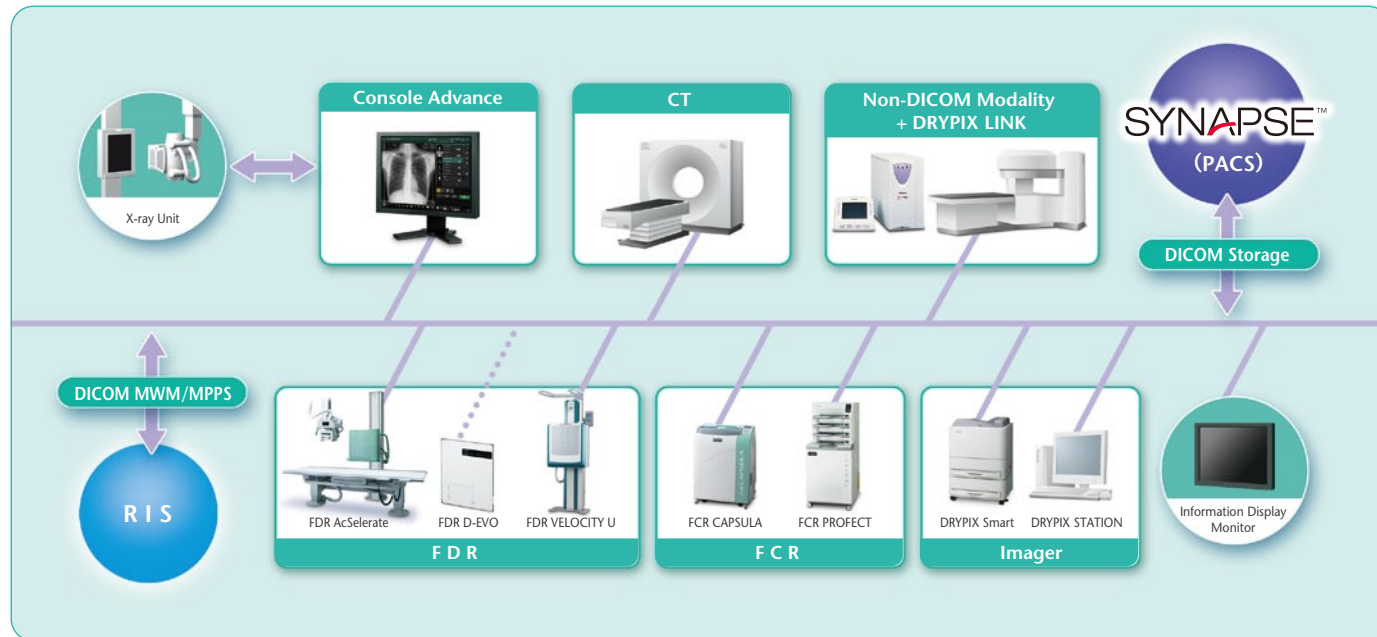 Console Advance
CT
Non-DICOM Modality
+ DRYPIX LINK
SYNAPSE™
(PACS)
X-ray Unit
DICOM Storage
DICOM MWM/MPPS
RIS
FDR AcSelerate
FDR D-EVO
FDR VELOCITY U
FDR
FCR CAPSULA
FCR PROFECT
FCR
DRYPIX Smart
DRYPIX STATION
Imager
Information Display
Monitor